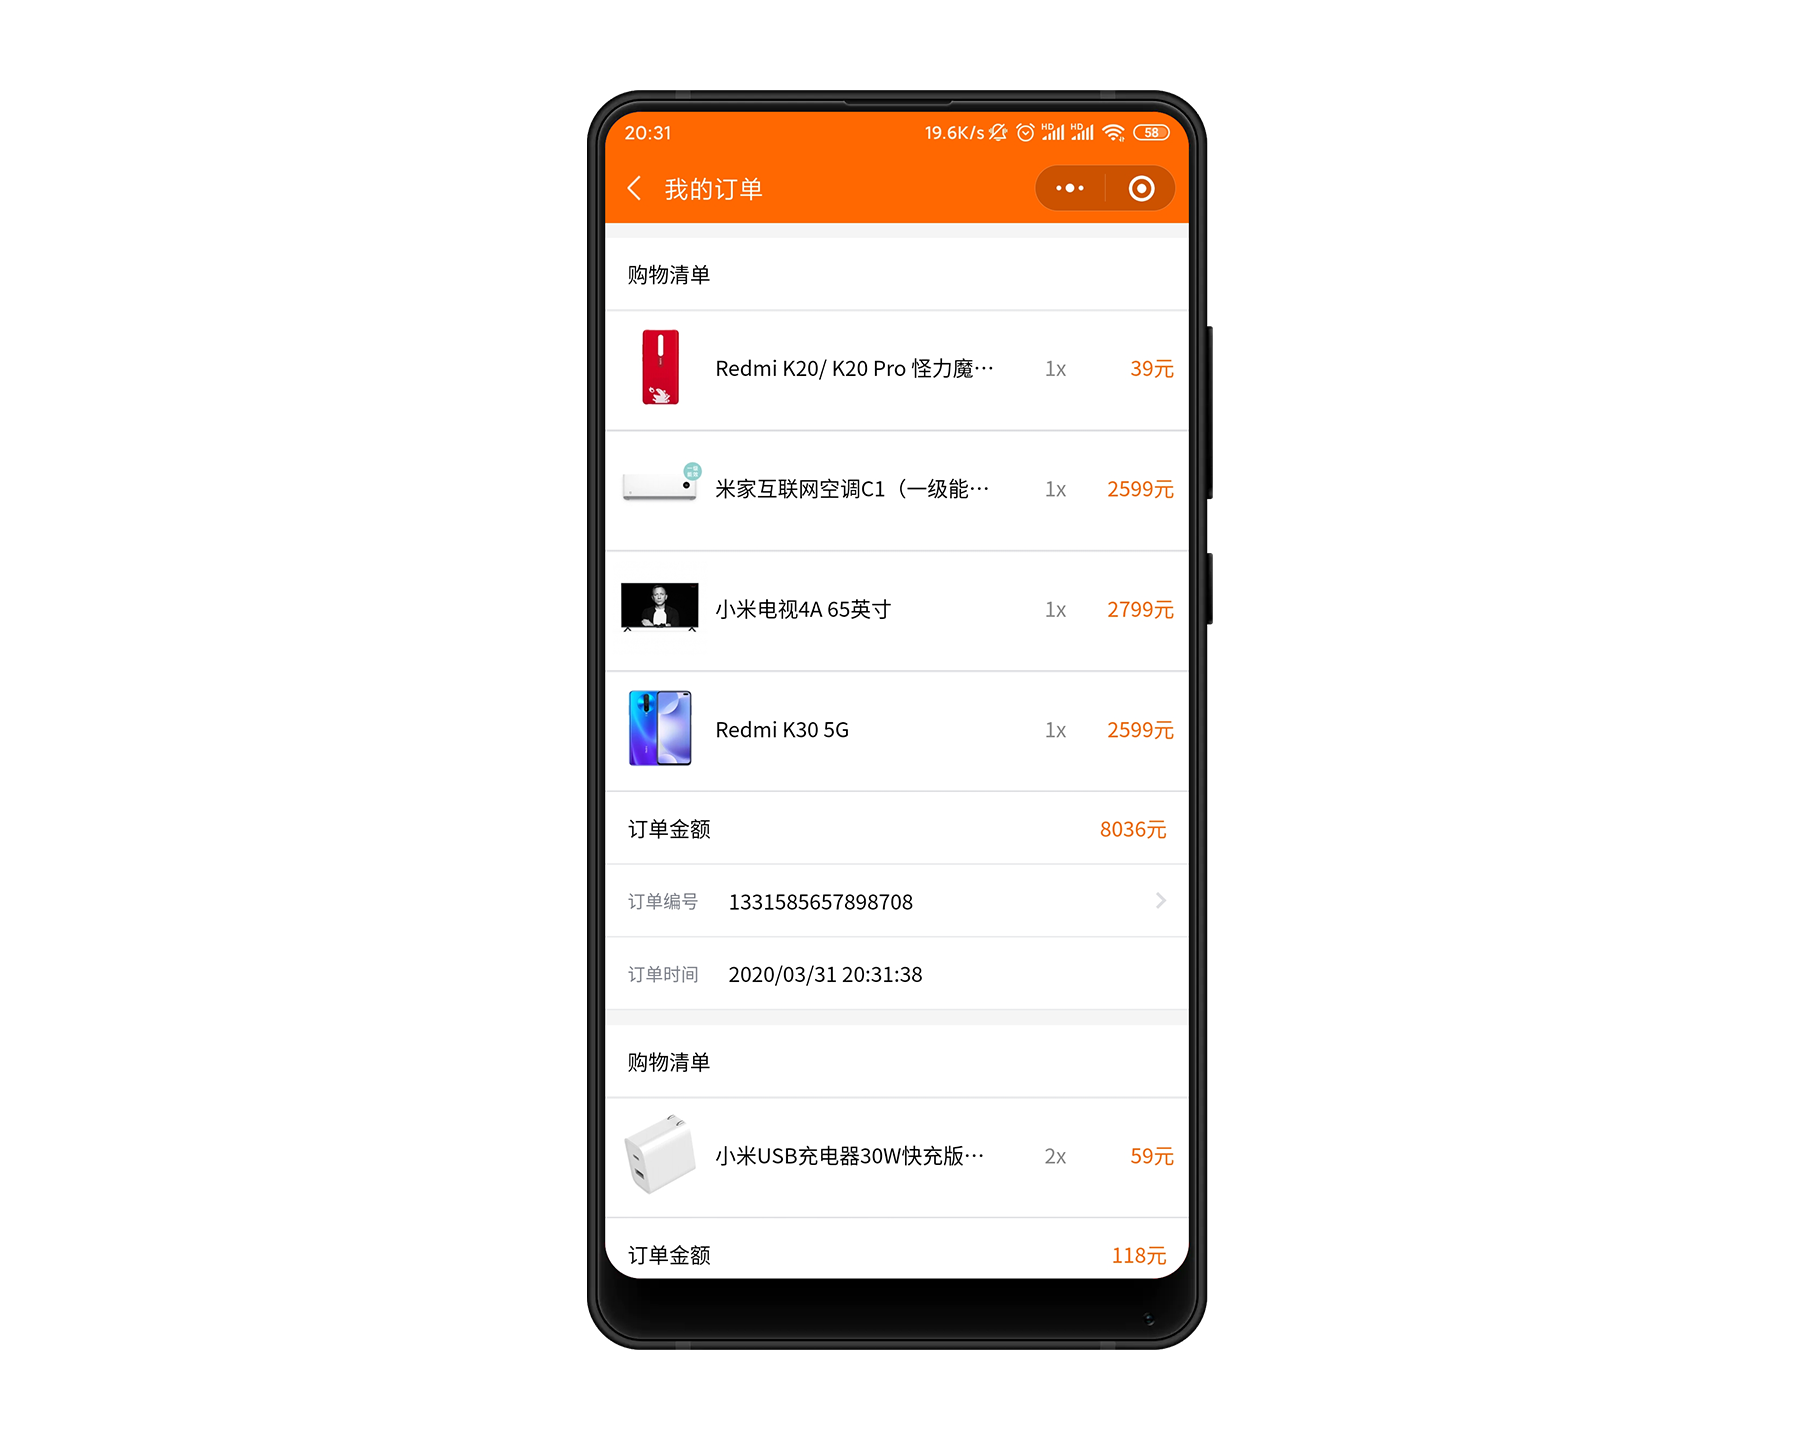 20:31
19.6K/s HD HD 58
我的订单
购物清单
Redmi K20/ K20 Pro 怪力魔…
1x
39元
米家互联网空调C1（一级能…
1x
2599元
小米电视4A 65英寸
1x
2799元
Redmi K30 5G
1x
2599元
订单金额
8036元
订单编号
1331585657898708
订单时间
2020/03/31 20:31:38
购物清单
小米USB充电器30W快充版…
2x
59元
订单金额
118元